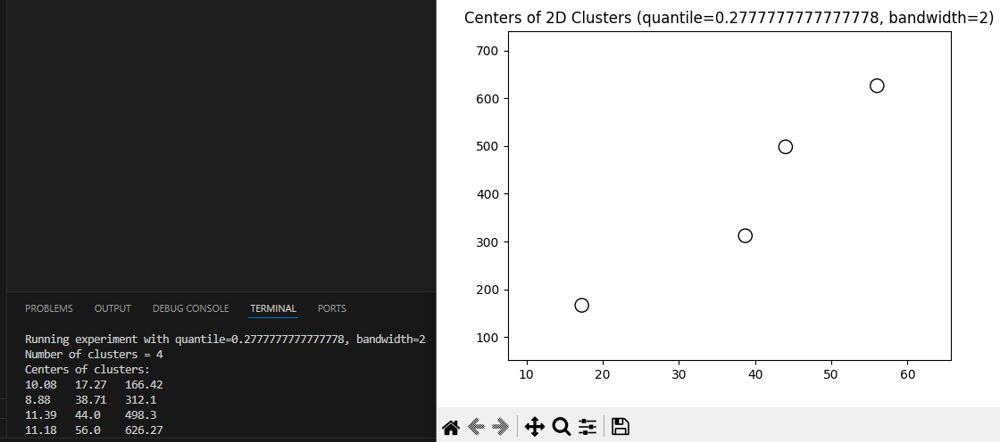 Centers of 2D Clusters (quantile=0.2777777777777778, bandwidth=2)
700
600
500
400
300
200
100
10 20 30 40 50 60
PROBLEMS OUTPUT DEBUG CONSOLE TERMINAL PORTS
Running experiment with quantile=0.2777777777777778, bandwidth=2
Number of clusters = 4
Centers of clusters:
10.08 17.27 166.42
8.88 38.71 312.1
11.39 44.0 498.3
11.18 56.0 626.27